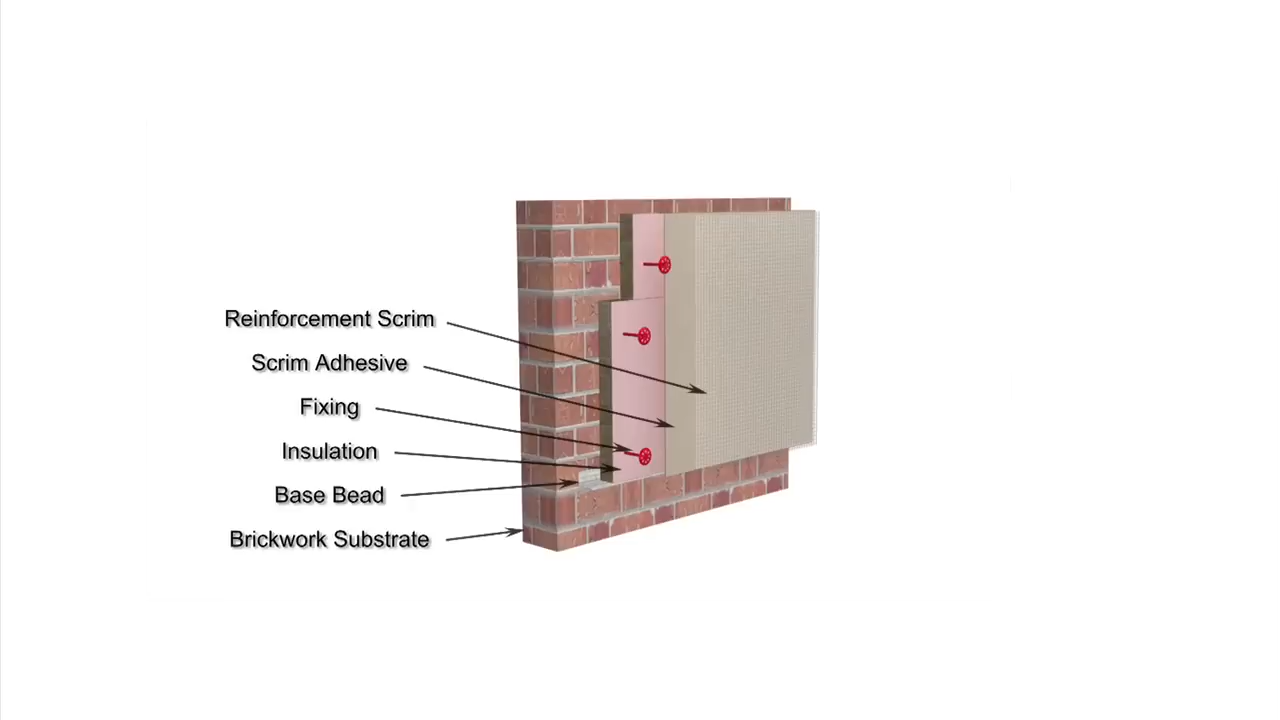 Reinforcement Scrim
Scrim Adhesive
Fixing
Insulation
Base Bead
Brickwork Substrate